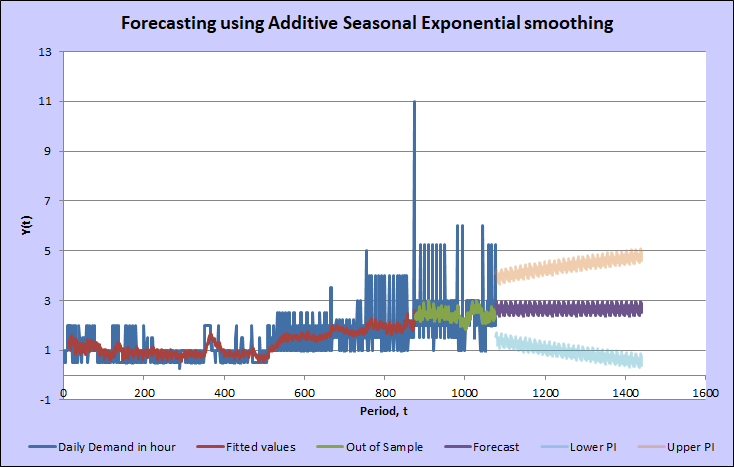 Forecasting using Additive Seasonal Exponential smoothing
13
11
9
7
5
3
1
-1
Y(t)
0 200 400 600 800 1000 1200 1400 1600
Period, t
Daily Demand in hour Fitted values Out of Sample Forecast Lower PI Upper PI